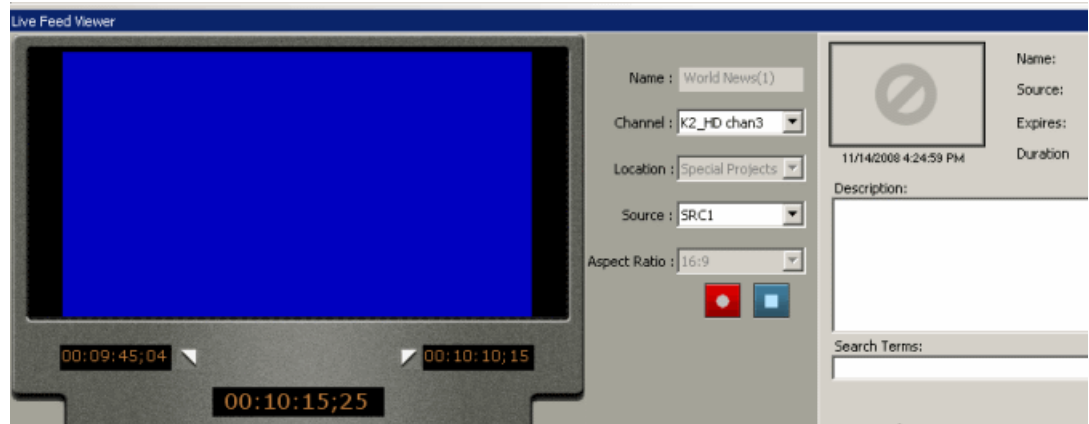 Live Feed Viewer
Name : World News(1)
Channel : K2_HD chan3
Location : Special Projects
Source : SRC1
Aspect Ratio : 16:9
00:09:45;04
00:10:10;15
00:10:15;25
11/14/2008 4:24:59 PM
Name:
Source:
Expires:
Duration
Description:
Search Terms: